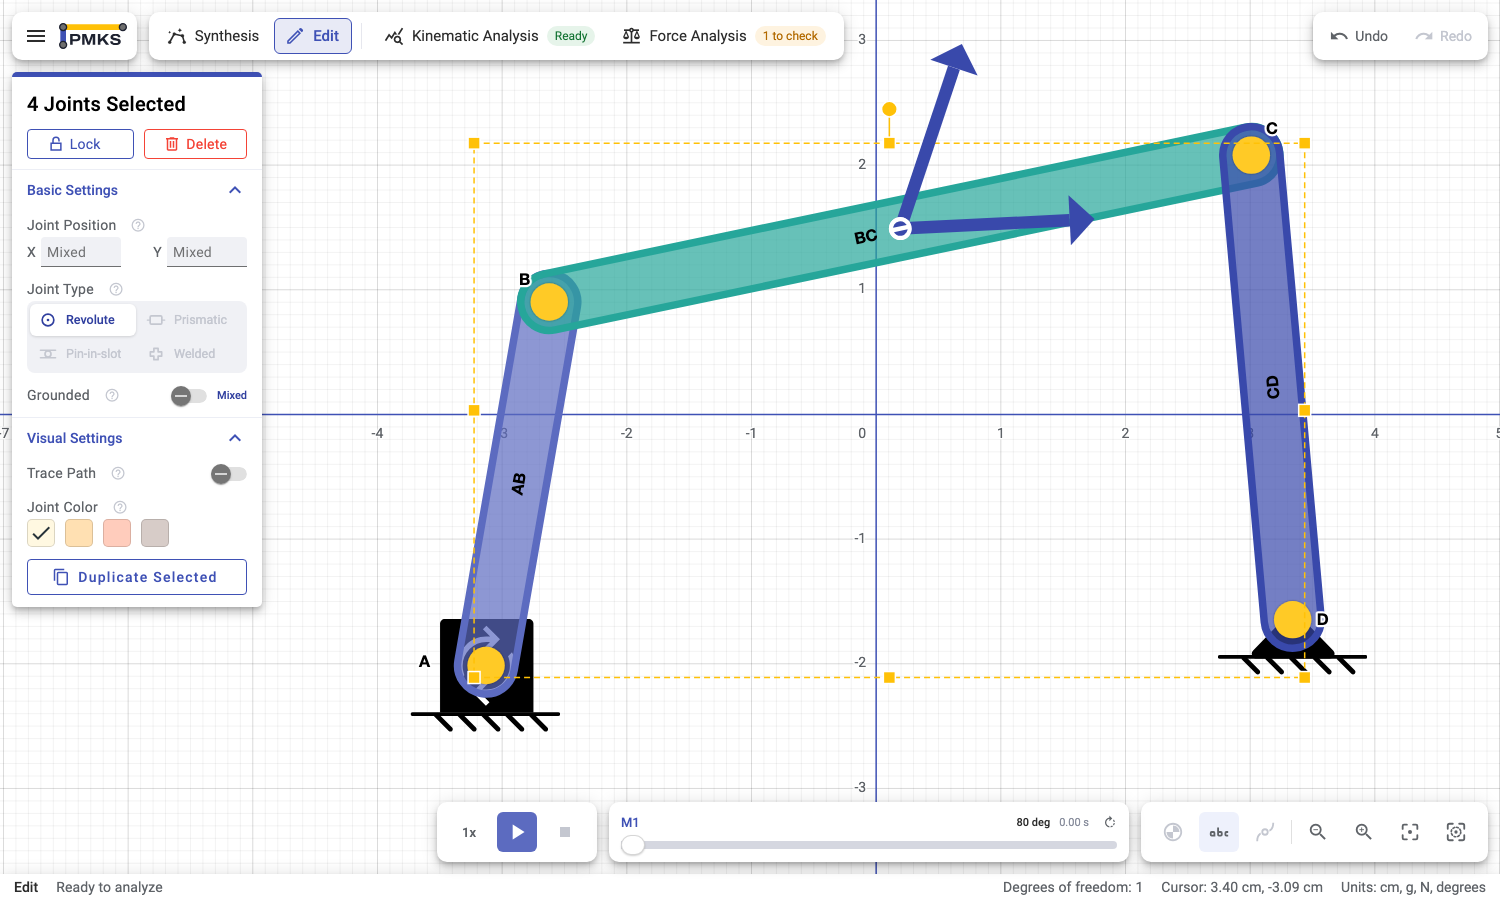 PMKS
Synthesis
Edit
Kinematic Analysis
Ready
Force Analysis
1 to check
Undo
Redo
4 Joints Selected
Lock
Delete
Basic Settings
Joint Position
X
Mixed
Y
Mixed
Joint Type
Revolute
Prismatic
Pin-in-slot
Welded
Grounded
Mixed
Visual Settings
Trace Path
Joint Color
Duplicate Selected
3
2
1
-1
-2
-3
-7
-4
3
-2
-1
0
1
2
3
4
5
A
B
C
D
AB
BC
CD
1x
M1
80 deg
0.00 s
abc
Edit
Ready to analyze
Degrees of freedom: 1
Cursor: 3.40 cm, -3.09 cm
Units: cm, g, N, degrees